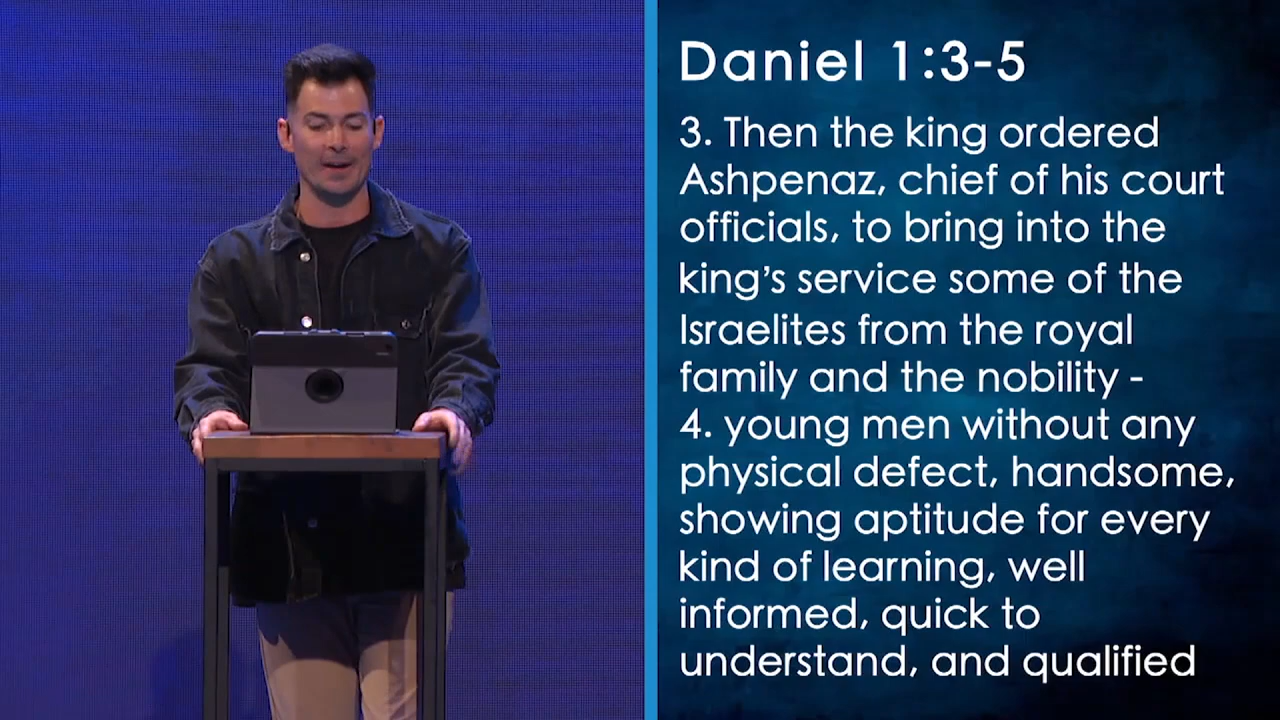 Daniel 1:3-5
3. Then the king ordered
Ashpenaz, chief of his court
officials, to bring into the
king's service some of the
Israelites from the royal
family and the nobility -
4. young men without any
physical defect, handsome,
showing aptitude for every
kind of learning, well
informed, quick to
understand, and qualified